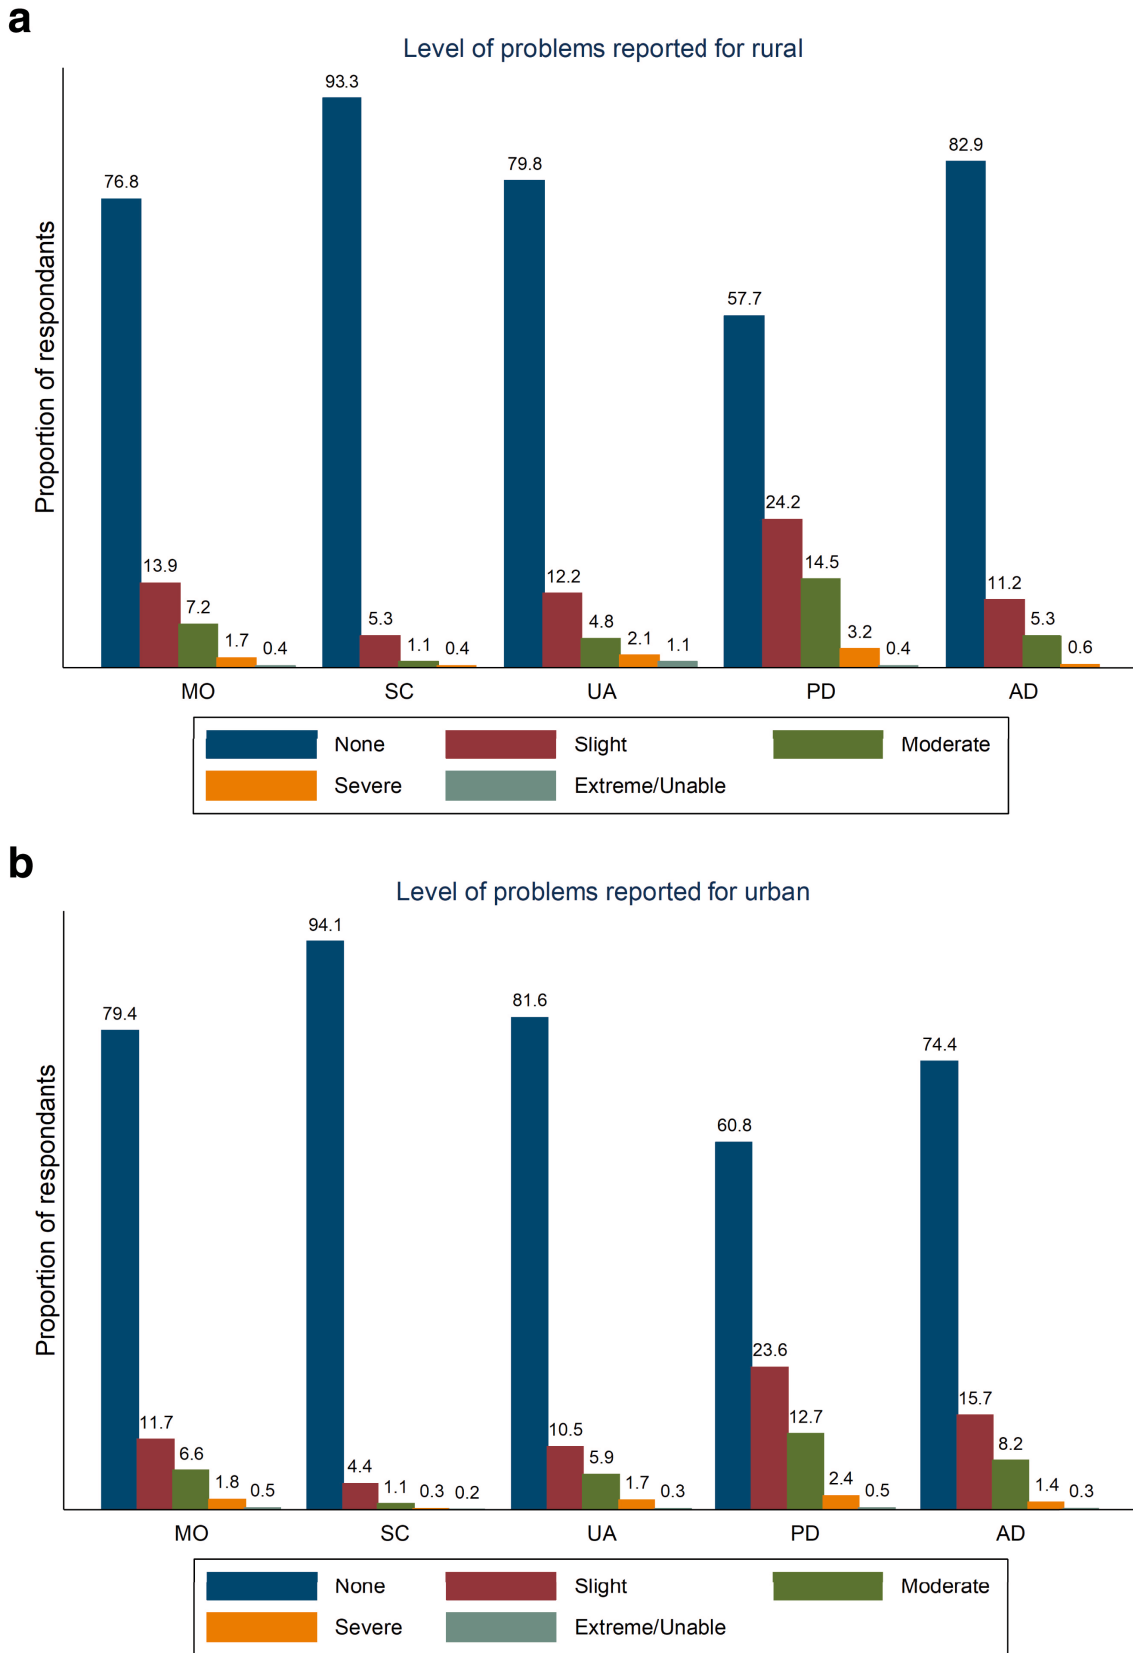 a
Level of problems reported for rural
Proportion of respondants
76.8 13.9 7.2 1.7 0.4
93.3 5.3 1.1 0.4
79.8 12.2 4.8 2.1 1.1
57.7 24.2 14.5 3.2 0.4
82.9 11.2 5.3 0.6
MO SC UA PD AD
None Slight Moderate
Severe Extreme/Unable
b
Level of problems reported for urban
Proportion of respondants
79.4 11.7 6.6 1.8 0.5
94.1 4.4 1.1 0.3 0.2
81.6 10.5 5.9 1.7 0.3
60.8 23.6 12.7 2.4 0.5
74.4 15.7 8.2 1.4 0.3
MO SC UA PD AD
None Slight Moderate
Severe Extreme/Unable